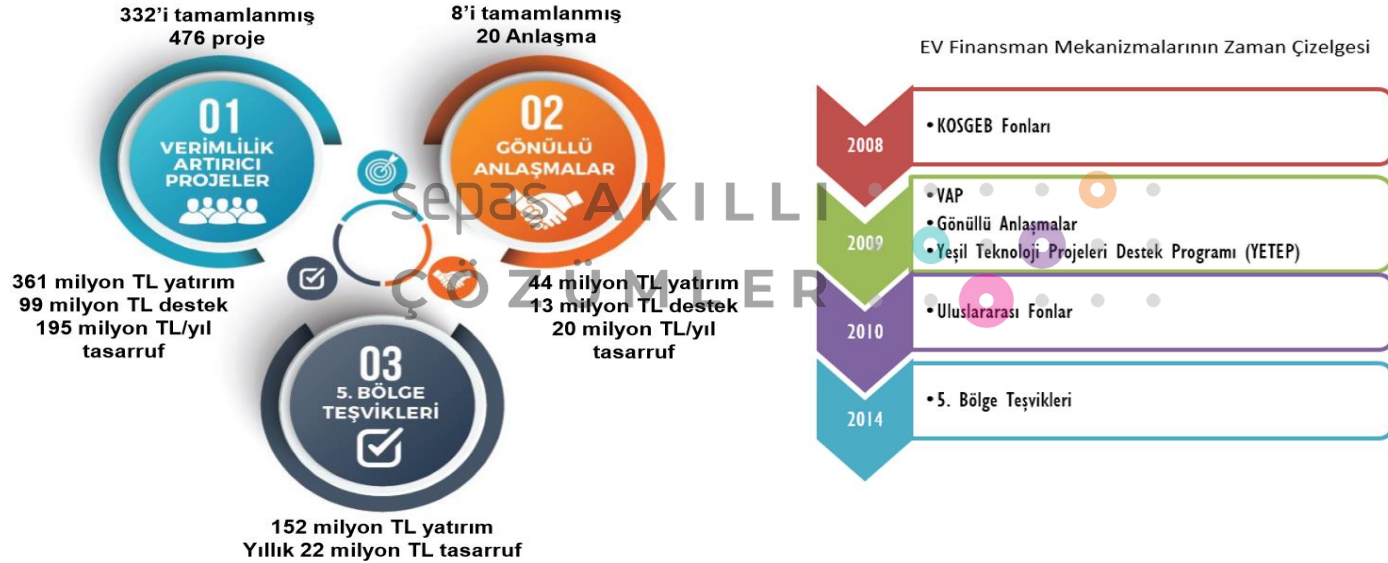 332’i tamamlanmış
476 proje
01
VERİMLİLİK
ARTIRICI
PROJELER
361 milyon TL yatırım
99 milyon TL destek
195 milyon TL/yıl
tasarruf
8’i tamamlanmış
20 Anlaşma
02
GÖNÜLLÜ
ANLAŞMALAR
44 milyon TL yatırım
13 milyon TL destek
20 milyon TL/yıl
tasarruf
03
5. BÖLGE
TEŞVİKLERİ
152 milyon TL yatırım
Yıllık 22 milyon TL tasarruf
sepaş AKILLI
ÇÖZÜMLER
EV Finansman Mekanizmalarının Zaman Çizelgesi
2008
• KOSGEB Fonları
2009
• VAP
• Gönüllü Anlaşmalar
• Yeşil Teknoloji Projeleri Destek Programı (YETEP)
2010
• Uluslararası Fonlar
2014
• 5. Bölge Teşvikleri